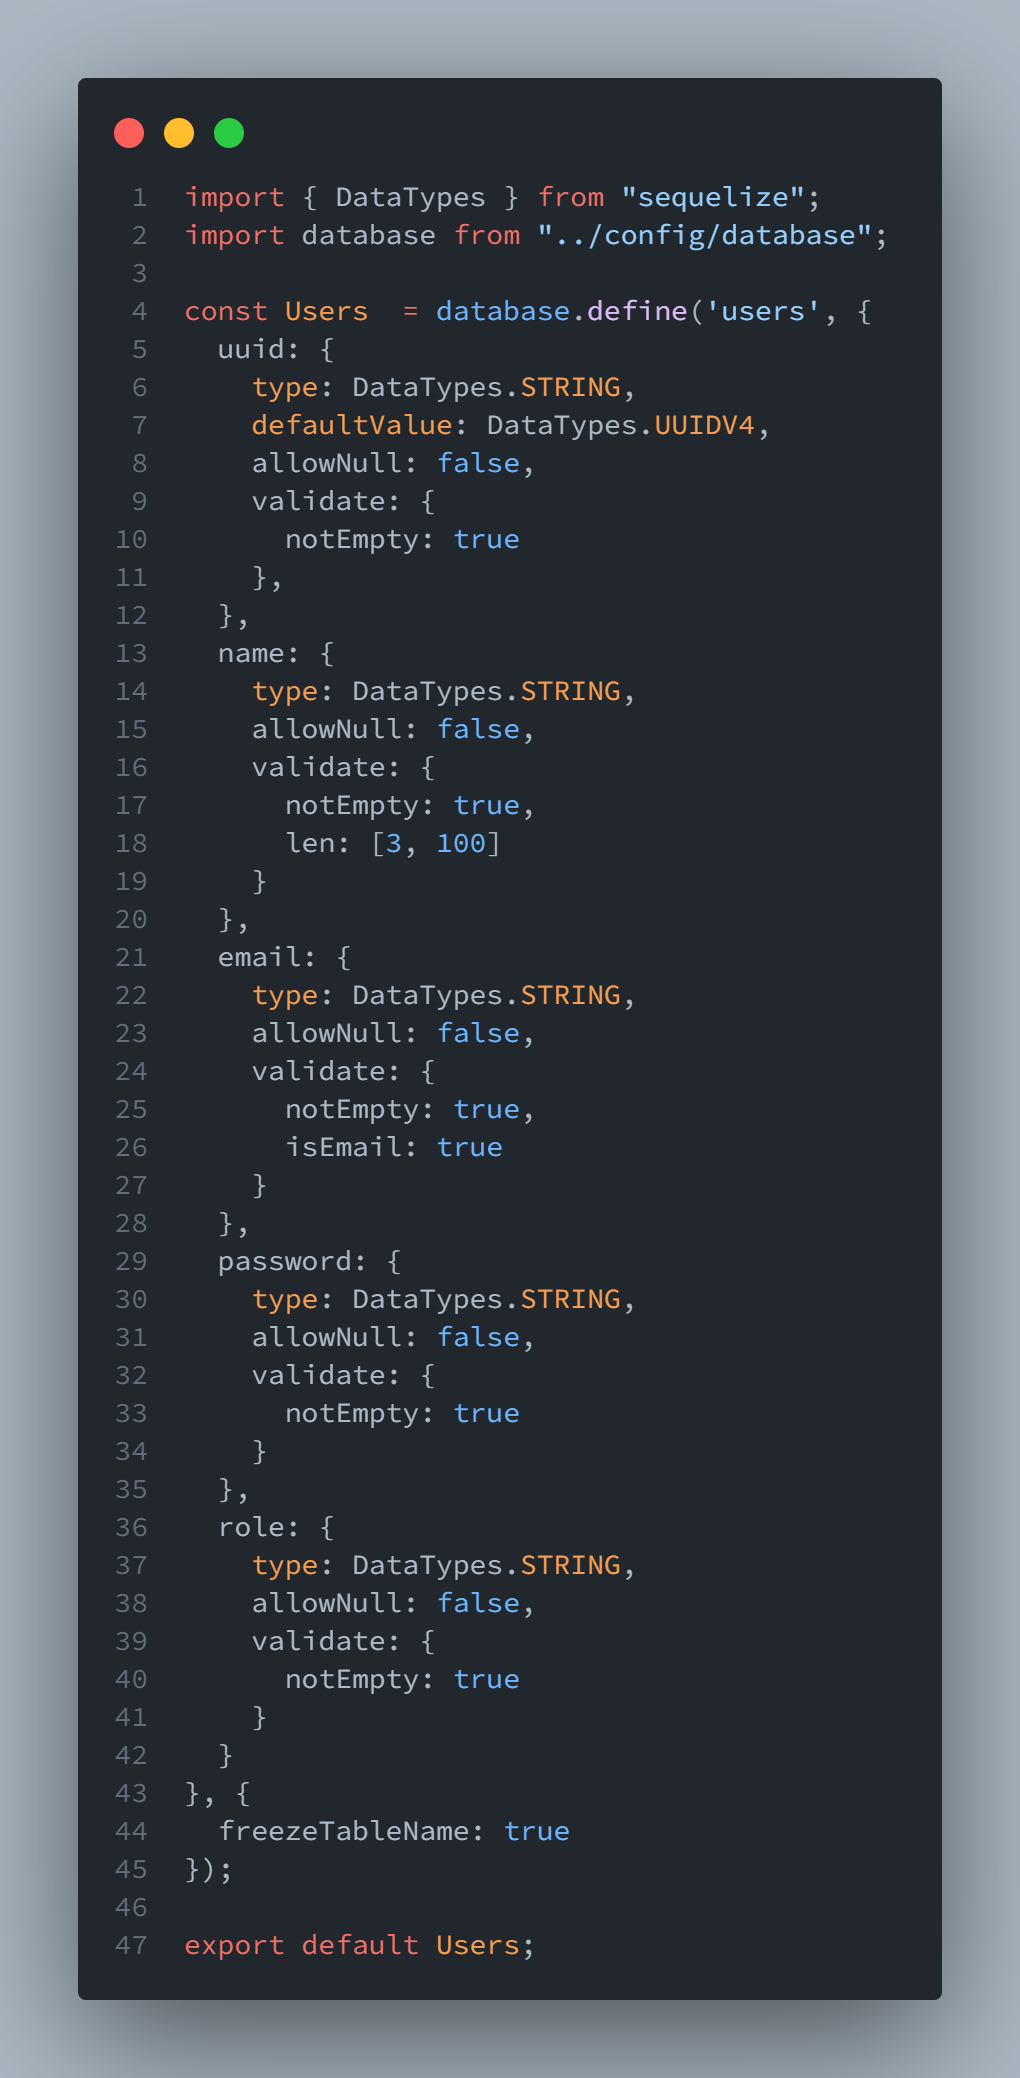 1 import { DataTypes } from "sequelize";
2 import database from "../config/database";
3
4 const Users  = database.define('users', {
5   uuid: {
6     type: DataTypes.STRING,
7     defaultValue: DataTypes.UUIDV4,
8     allowNull: false,
9     validate: {
10       notEmpty: true
11     },
12   },
13   name: {
14     type: DataTypes.STRING,
15     allowNull: false,
16     validate: {
17       notEmpty: true,
18       len: [3, 100]
19     }
20   },
21   email: {
22     type: DataTypes.STRING,
23     allowNull: false,
24     validate: {
25       notEmpty: true,
26       isEmail: true
27     }
28   },
29   password: {
30     type: DataTypes.STRING,
31     allowNull: false,
32     validate: {
33       notEmpty: true
34     }
35   },
36   role: {
37     type: DataTypes.STRING,
38     allowNull: false,
39     validate: {
40       notEmpty: true
41     }
42   }
43 }, {
44   freezeTableName: true
45 });
46
47 export default Users;